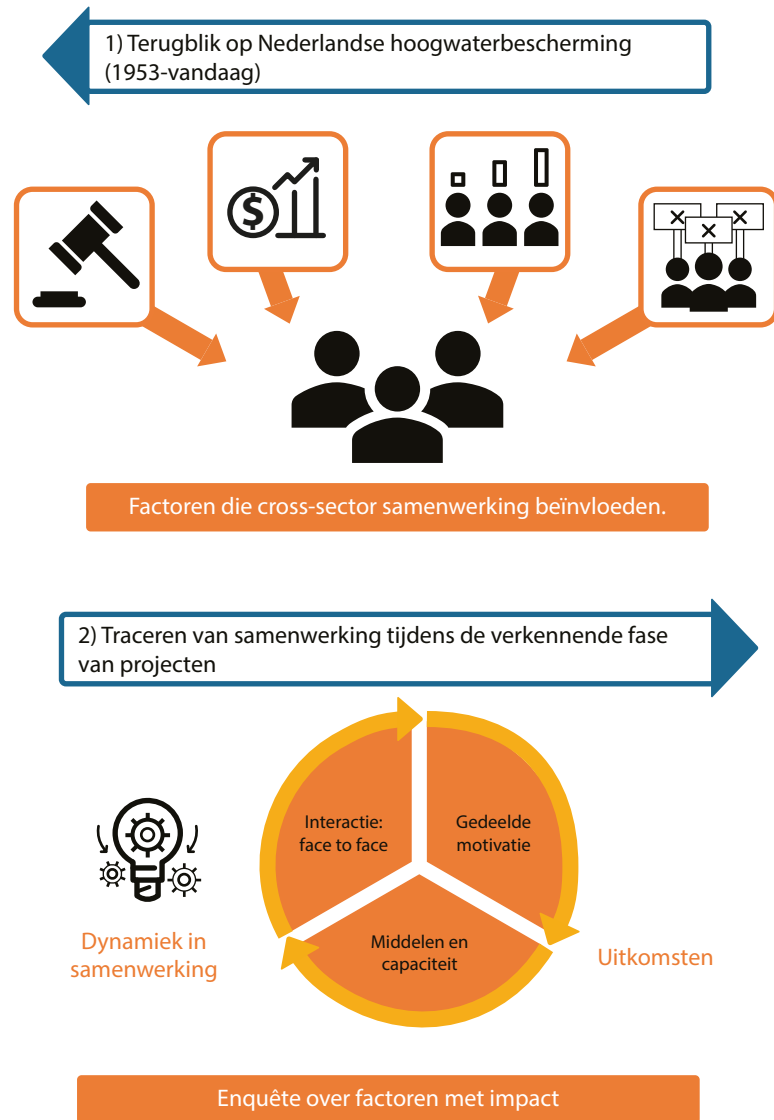 1) Terugblik op Nederlandse hoogwaterbescherming
(1953-vandaag)
$
Factoren die cross-sector samenwerking beïnvloeden.
2) Traceren van samenwerking tijdens de verkennende fase
van projecten
Interactie:
face to face
Gedeelde
motivatie
Middelen en
capaciteit
Dynamiek in
samenwerking
Uitkomsten
Enquête over factoren met impact